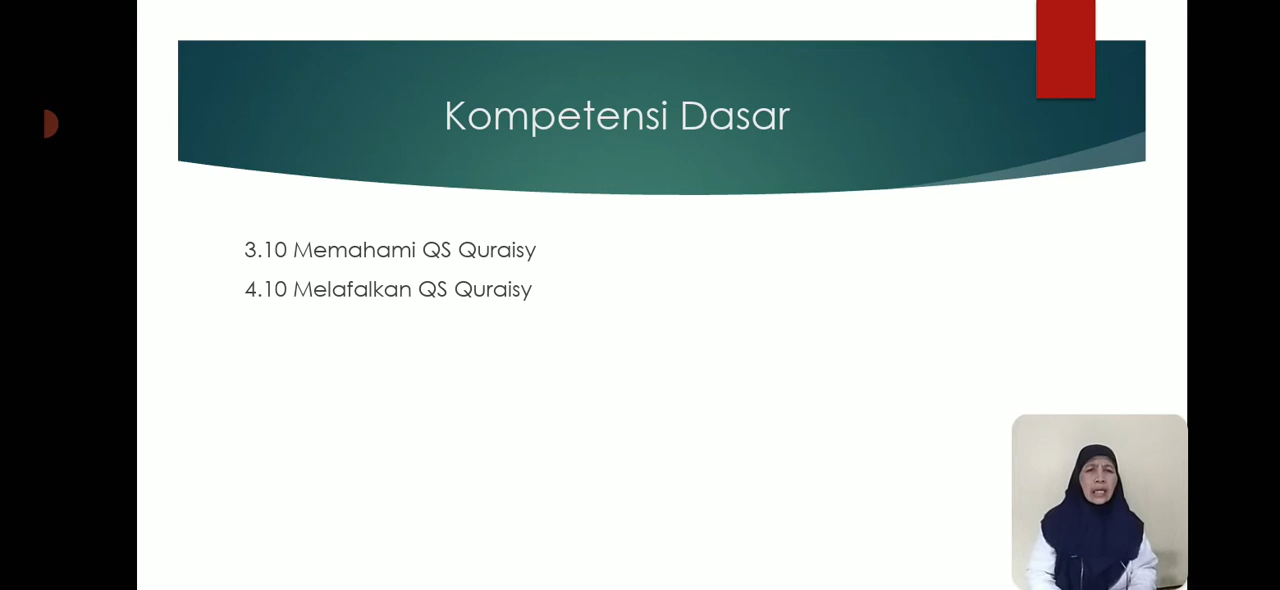 Kompetensi Dasar
3.10 Memahami QS Quraisy
4.10 Melafalkan QS Quraisy